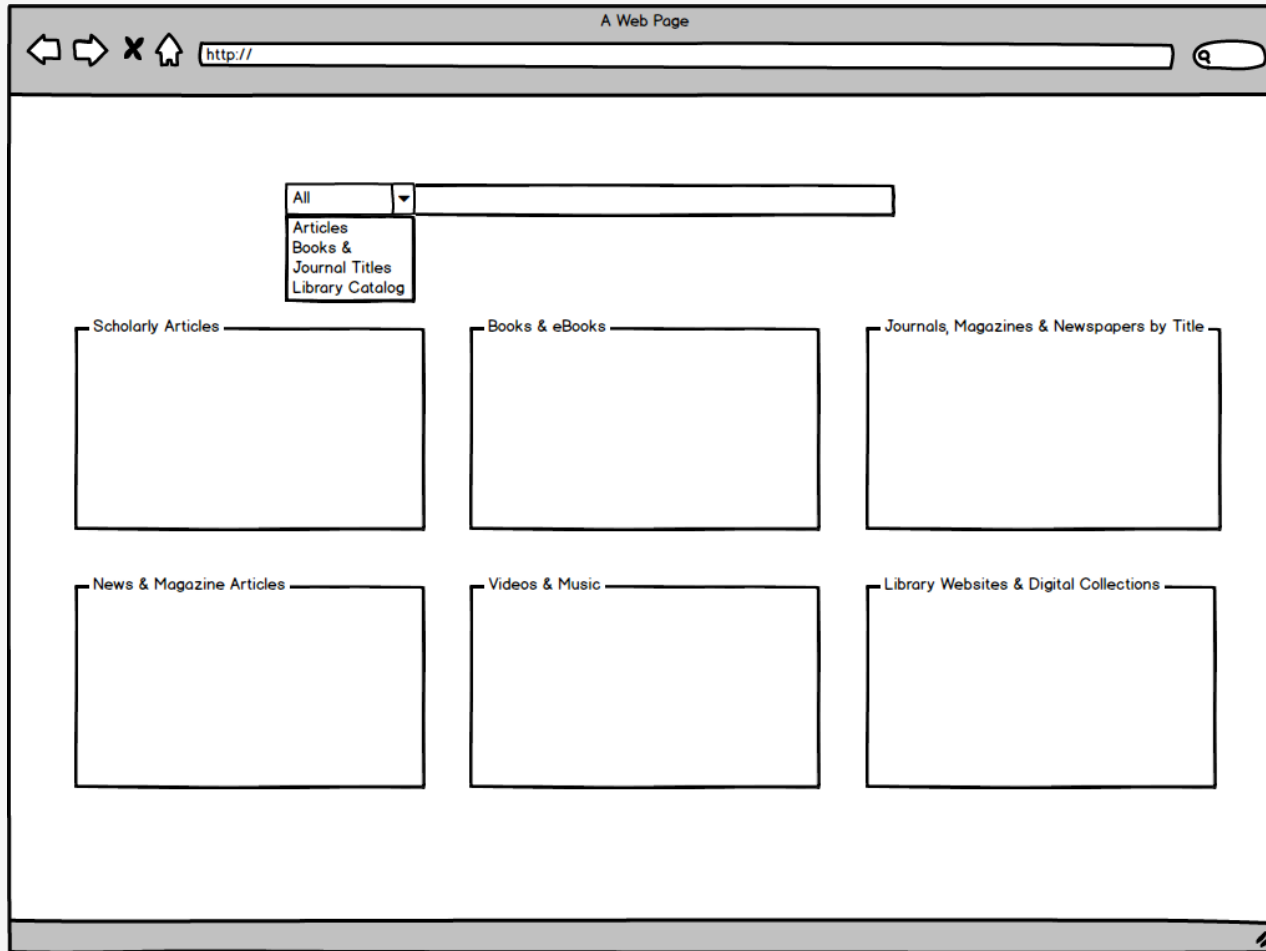 A Web Page
http://
All
Articles
Books &
Journal Titles
Library Catalog
Scholarly Articles
Books & eBooks
Journals, Magazines & Newspapers by Title
News & Magazine Articles
Videos & Music
Library Websites & Digital Collections